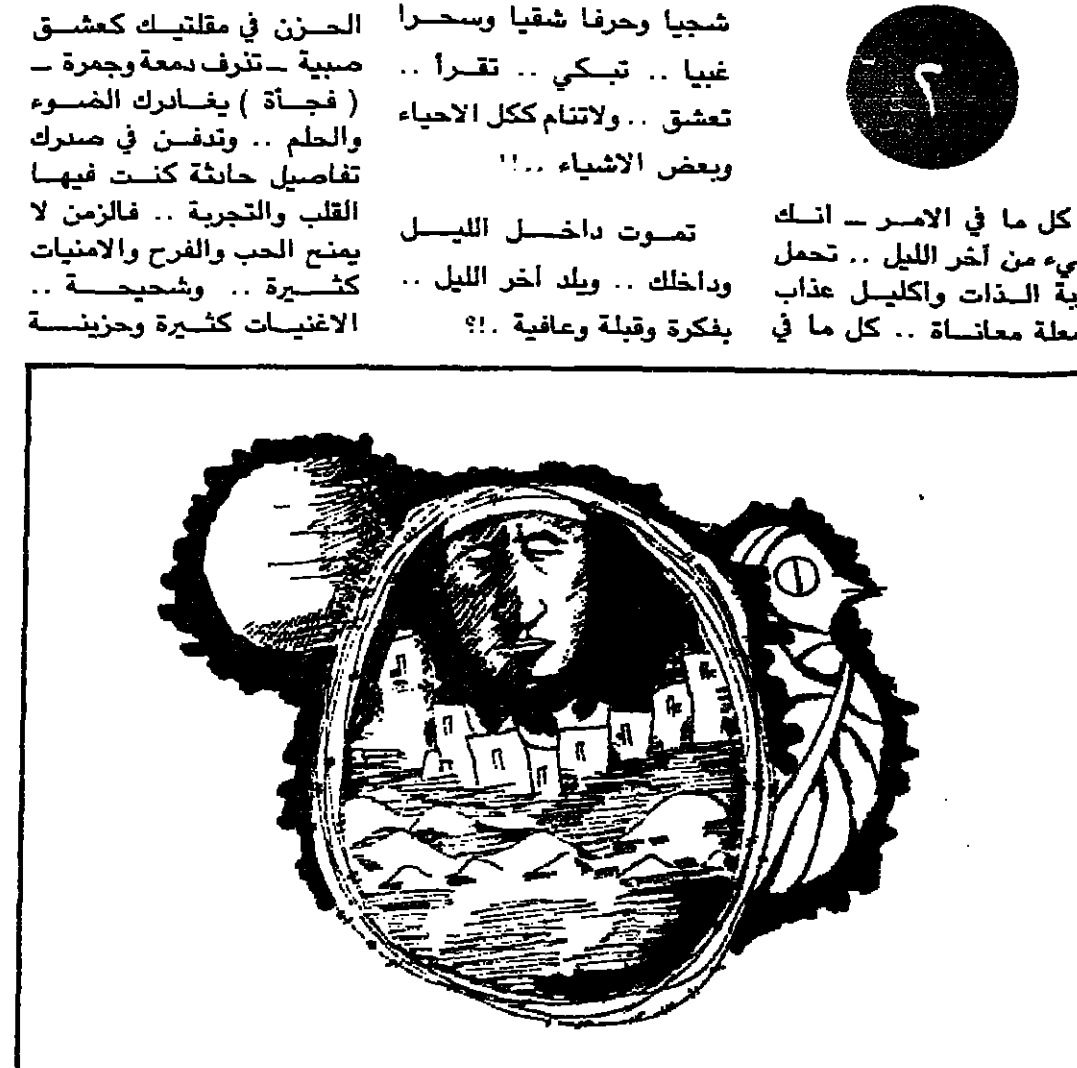 ٢
كل ما في الامـر ــ انـك
من آخر الليل .. تحمل
الـذات واكليـل عذاب
معانـاة .. كل ما في
شجيا وحرفا شقيا وسحـرا
غبيا .. تبـكي .. تقـرأ ..
تعشق .. ولاتنام ككل الاحياء
وبعض الاشياء ..!!
تمـوت داخـل الليـل
وداخلك .. ويلد آخر الليل ..
بفكرة وقبلة وعافية .!؟
الحـزن في مقلتيـك كعشـق
صبية ــ تذرف دمعة وجمرة ــ
( فجـأة ) يغـادرك الضـوء
والحلم .. وتدفـن في صدرك
تفاصيل حادثة كنـت فيهـا
القلب والتجربة .. فالزمن لا
يمنح الحب والفرح والامنيات
كثـيرة .. وشحيحـة ..
الاغنيـات كثـيرة وحزينـة